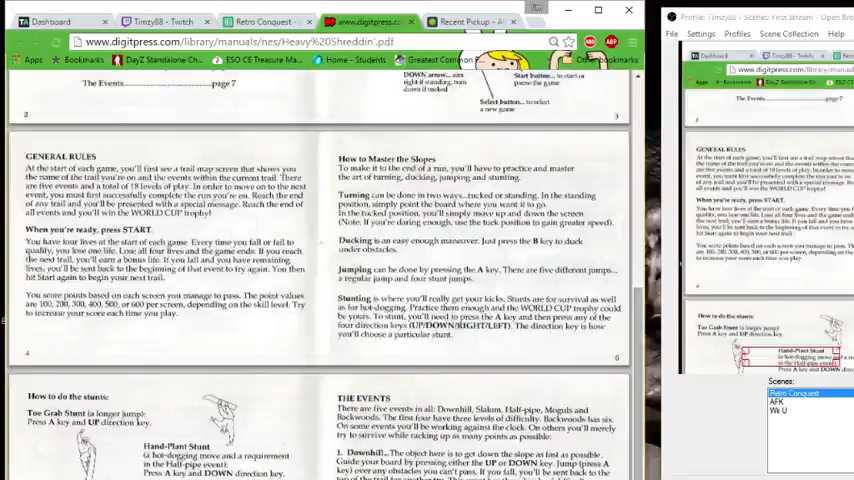 Tim
Dashboard
Timzy88 - Twitch
Retro Conquest -
www.digitpress.c
Recent Pickup - A
www.digitpress.com/library/manuals/nes/Heavy%20Shreddin'.pdf
Apps
Bookmarks
DayZ Standalone Ch
ESO CE Treasure Ma
Home - Students
Greatest Common
Other bookmarks
The Events..............................page 7
2
DOWN arrow... aim
right if standing; turn
down if tucked
Start button... to start or
pause the game
Select button... to select
a new game
3
GENERAL RULES
At the start of each game, you'll first see a trail map screen that shows you
the name of the trail you're on and the events within the current trail. There
are five events and a total of 18 levels of play. In order to move on to the next
event, you must first successfully complete the run you're on. Reach the end
of any trail and you'll be presented with a special message. Reach the end of
all events and you'll win the WORLD CUP trophy!
When you're ready, press START.
You have four lives at the start of each game. Every time you fall or fail to
qualify, you lose one life. Lose all four lives and the game ends. If you reach
the next trail, you'll earn a bonus life. If you fall and you have remaining
lives, you'll be sent back to the beginning of that event to try again. You then
hit Start again to begin your next trail.
You score points based on each screen you manage to pass. The point values
are 100, 200, 300, 400, 500, or 600 per screen, depending on the skill level. Try
to increase your score each time you play.
4
How to Master the Slopes
To make it to the end of a run, you'll have to practice and master
the art of turning, ducking, jumping and stunting.
Turning can be done in two ways...tucked or standing. In the standing
position, simply point the board where you want it to go.
In the tucked position, you'll simply move up and down the screen.
(Note: If you're daring enough, use the tuck position to gain greater speed).
Ducking is an easy enough maneuver. Just press the B key to duck
under obstacles.
Jumping can be done by pressing the A key. There are five different jumps...
a regular jump and four stunt jumps.
Stunting is where you'll really get your kicks. Stunts are for survival as well
as for hot-dogging. Practice them enough and the WORLD CUP trophy could
be yours. To stunt, you'll need to press the A key and then press any of the
four direction keys (UP/DOWN/RIGHT/LEFT). The direction key is how
you'll choose a particular stunt.
5
How to do the stunts:
Toe Grab Stunt (a longer jump):
Press A key and UP direction key.
Hand-Plant Stunt
(a hot-dogging move and a requirement
in the Half-pipe event):
Press A key and DOWN direction key.
THE EVENTS
There are five events in all: Downhill, Slalom, Half-pipe, Moguls and
Backwoods. The first four have three levels of difficulty. Backwoods has six.
On some events you'll be working against the clock. On others you'll merely
try to survive while racking up as many points as possible:
1. Downhill...The object here is to get down the slope as fast as possible.
Guide your board by pressing either the UP or DOWN key. Jump (press A
key) over any obstacles you can't pass. If you fall, you'll be sent back to the
Profile: Timzy88 - Scenes: First Stream - Open Bro
File
Settings
Profiles
Scene Collection
Help
Scenes:
Retro Conquest
AFK
Wii U